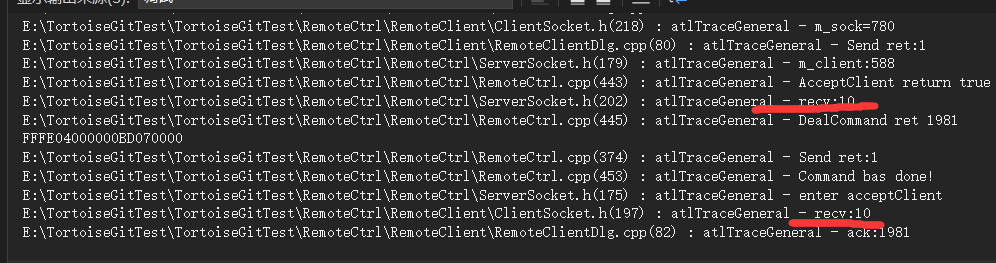 E:\TortoiseGitTest\TortoiseGitTest\RemoteCtrl\RemoteClient\ClientSocket.h(218) : atlTraceGeneral - m_sock=780
E:\TortoiseGitTest\TortoiseGitTest\RemoteCtrl\RemoteClient\RemoteClientDlg.cpp(80) : atlTraceGeneral - Send ret:1
E:\TortoiseGitTest\TortoiseGitTest\RemoteCtrl\RemoteCtrl\ServerSocket.h(179) : atlTraceGeneral - m_client:588
E:\TortoiseGitTest\TortoiseGitTest\RemoteCtrl\RemoteCtrl\RemoteCtrl.cpp(443) : atlTraceGeneral - AcceptClient return true
E:\TortoiseGitTest\TortoiseGitTest\RemoteCtrl\RemoteCtrl\ServerSocket.h(202) : atlTraceGeneral - recv:10
E:\TortoiseGitTest\TortoiseGitTest\RemoteCtrl\RemoteCtrl\RemoteCtrl.cpp(445) : atlTraceGeneral - DealCommand ret 1981
FFFE04000000BD070000
E:\TortoiseGitTest\TortoiseGitTest\RemoteCtrl\RemoteCtrl\RemoteCtrl.cpp(374) : atlTraceGeneral - Send ret:1
E:\TortoiseGitTest\TortoiseGitTest\RemoteCtrl\RemoteCtrl\RemoteCtrl.cpp(453) : atlTraceGeneral - Command bas done!
E:\TortoiseGitTest\TortoiseGitTest\RemoteCtrl\RemoteCtrl\ServerSocket.h(175) : atlTraceGeneral - enter acceptClient
E:\TortoiseGitTest\TortoiseGitTest\RemoteCtrl\RemoteClient\ClientSocket.h(197) : atlTraceGeneral - recv:10
E:\TortoiseGitTest\TortoiseGitTest\RemoteCtrl\RemoteClient\RemoteClientDlg.cpp(82) : atlTraceGeneral - ack:1981